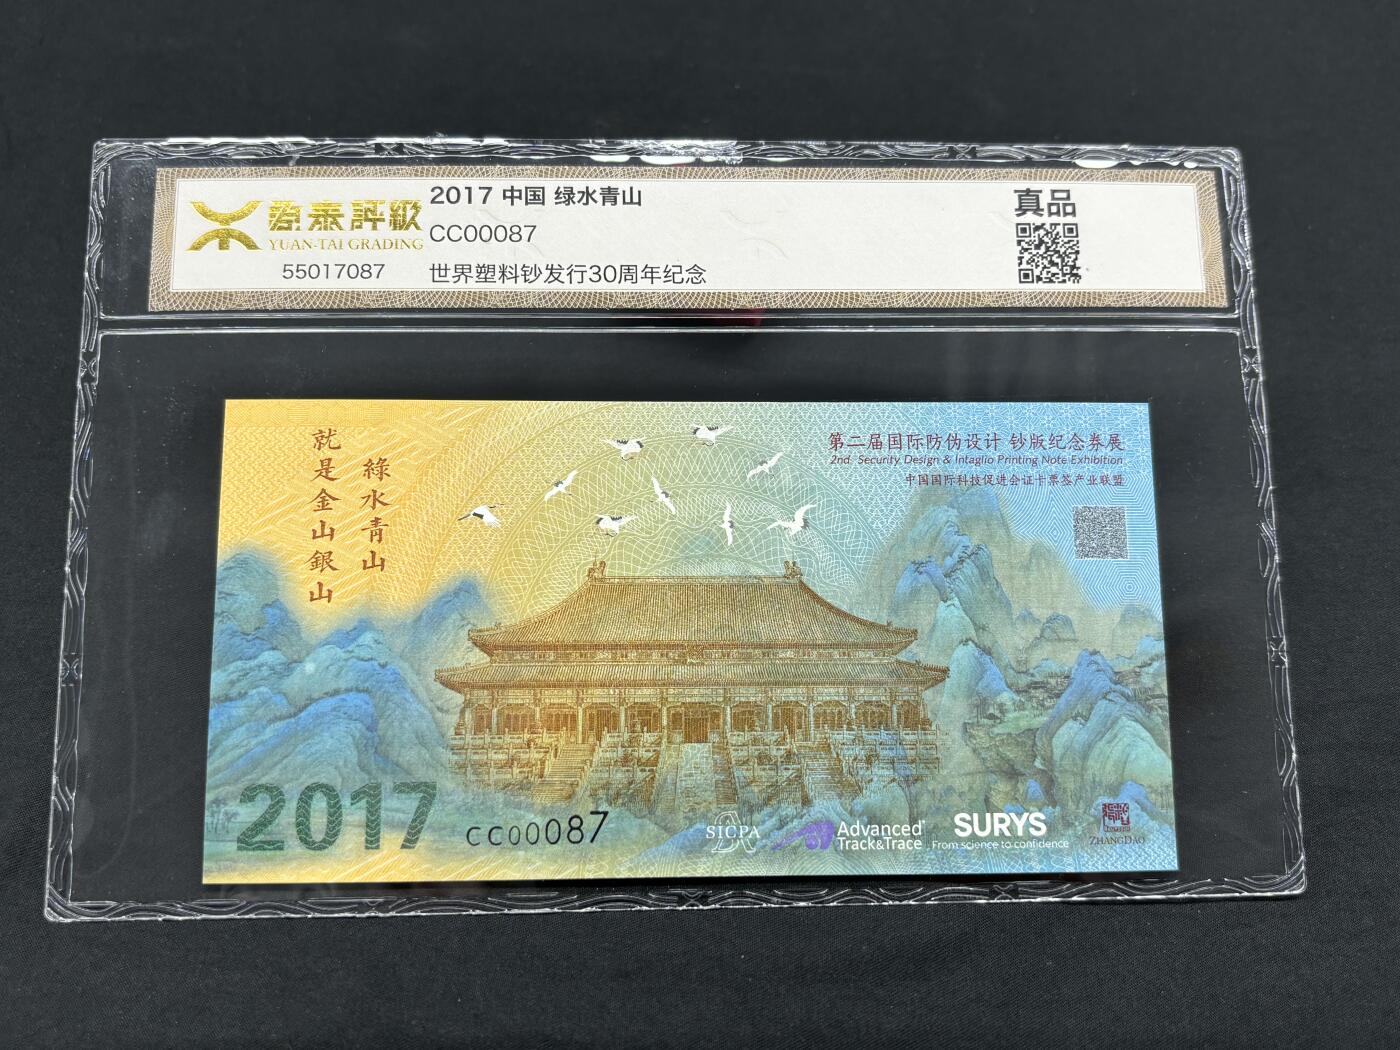 源泰評級
YUAN-TAI GRADING
55017087
2017 中国 绿水青山
CC00087
世界塑料钞发行30周年纪念
真品
綠水青山
就是金山銀山
第二届国际防伪设计 钞版纪念券展
2nd Security Design & Intaglio Printing Note Exhibition
中国国际科技促进会证卡票签产业联盟
2017
CC00087
SICPA
Advanced
Track&Trace
SURYS
From science to confidence
ZHANGDAO